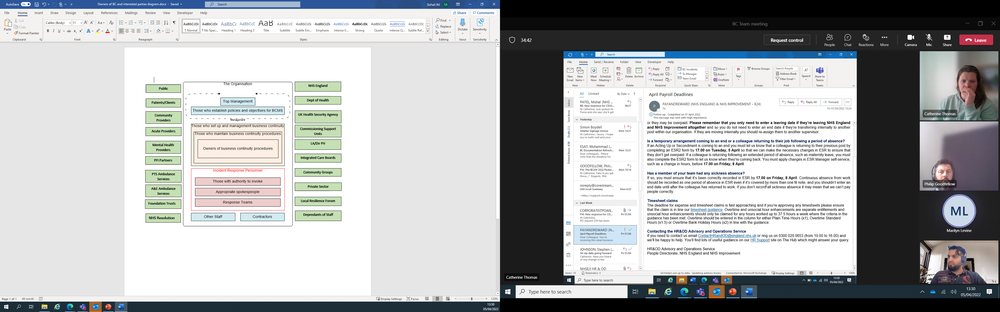 AutoSave On
Owners of BC and interested parties diagram.docx - Saved
Search
Sohail Ali SA
File Home Insert Draw Design Layout References Mailings Review View Developer Help
Share Comments
Paste
Cut
Copy
Format Painter
Clipboard
Calibri (Body) 11
Font
Paragraph
AaBbCcDc AaBbCcDc AaBbCc AaBbCcE AaB AaBbCcD AaBbCcDc AaBbCcDc AaBbCcDc AaBbCcDc AaBbCcDc AaBbCcDc AABBCCDC
¶ Normal ¶ No Spac... Heading 1 Heading 2 Title Subtitle Subtle Em... Emphasis Intense E... Strong Quote Intense Q... Subtle Ref...
Styles
Find
Replace
Select
Editing
Dictate
Voice
Sensitivity
Sensitivity
Public
Patients/Clients
Community
Providers
Acute Providers
Mental Health
Providers
PFI Partners
PTS Ambulance
Services
A&E Ambulance
Services
Foundation Trusts
NHS Resolution
The Organisation
Top Management
Those who establish policies and objectives for BCMS
Management
Those who set up and management business continuity
Those who maintain business continuity procedures
Owners of business continuity procedures
Incident Response Personnel
Those with authority to invoke
Appropriate spokespeople
Response Teams
Other Staff
Contractors
NHS England
Dept of Health
UK Health Security Agency
Commissioning Support
Units
LA/Dir PH
Integrated Care Boards
Community Groups
Private Sector
Local Resilience Forum
Dependants of Staff
Page 1 of 1 48 words
Display Settings Focus
120%
13:30
05/04/2022
BC Team meeting
34:42
Request control
People Chat Reactions More Camera Mic Share
Leave
Search
File Home Send / Receive Folder View Developer Help
New
Email
New
Items
New
Meet
Now
Schedule
Meeting
Webex
Delete Archive
Delete
Reply
Reply All
Forward
Respond
BC Incidents
To Manager
Team Email
Quick Steps
Move
Rules
OneNote
Move
Tags
Browse Groups
Groups
Search People
Address Book
Filter Email
Find
Speech
Share to
Teams
Teams
Inbox
Sent Items
Drafts [3]
Deleted Items 650
All Unread
By Date
PATEL, Mishal (NHS ...
RE: New response for CISW... 09:27
Hi Catherine Just spoken to
Fiona and she says she'll get
Yesterday
Simon Boydell
Smarter Signage Invoice Mon 14:21
Hi Catherine / Jason, I hope
you're both well and your
ESAT, Muhammad (...
BC Documentation Refresh... Mon 13:21
Dear colleagues, Please
note that the deadline for
GOODFELLOW, Phili...
FW: The BCAW 2022 Poster... Mon 10:14
Hi Catherine Take it you get
these...? Regards Phil
noreply@corestream...
IAM Asset Summary Mon 6:33
<https://support.corestream.
Last Week
CORPORATEITPOAN...
FW: New response for CIS... Fri 01/04
Hi Catherine,
PO request 229 has been
PAYANDREWARD (N...
April Payroll Deadlines Fri 01/04
Dear Colleague You're
receiving this email because
JOHNSON, Stephen (...
Sit rep data going forward Fri 01/04
Catherine Have you heard
of any change in the
NHSE/I HR & OD
April Payroll Deadlines
P
PAYANDREWARD (NHS ENGLAND & NHS IMPROVEMENT - X24)
To
Reply Reply All Forward
Fri 01/04/2022 15:24
Follow up. Completed on 01 April 2022.
This message was sent with High importance.
or they may be overpaid. Please remember that you only need to enter a leaving date if they're leaving NHS England
and NHS Improvement altogether and so you do not need to enter an end date if they're transferring internally to another
post within our organisation. If they are moving internally you should re-assign them to another supervisor.
Is a temporary arrangement coming to an end or a colleague returning to their job following a period of absence?
If an Acting Up or Secondment is coming to an end you must let us know that a colleague is returning to their previous post by
completing an ESR2 form by 17.00 on Tuesday, 5 April so that we can make the necessary changes in ESR to ensure that
they don't get overpaid. If a colleague is returning following an extended period of absence, such as maternity leave, you must
also complete the ESR2 form to let us know when they're coming back. You must apply changes in ESR Manager self-service,
such as a change in hours, before 17.00 on Friday, 8 April.
Has a member of your team had any sickness absence?
If so, you must ensure that it's been correctly recorded in ESR by 17.00 on Friday, 8 April. Continuous absence from work
should be recorded as one period of absence in ESR even if it's covered by more than one fit note, and you shouldn't enter an
end date until after the colleague has returned to work. If you don't record all sickness absence it may mean that we can't pay
people correctly.
Timesheet claims
The deadline for expense and timesheet claims is fast approaching and if you're approving any timesheets please ensure
that the claim is in line our timesheet guidance. Overtime and unsocial hour enhancements are separate entitlements and
unsocial hour enhancements should only be claimed for any hours worked up to 37.5 hours a week where the criteria in the
guidance has been met. Overtime should be entered in the column for either Plain Time Hours (x1), Overtime Standard
Hours (x1.5) or Overtime Bank Holiday Hours (x2) in line with the guidance.
Contacting the HR&OD Advisory and Operations Service
If you need to contact us email ContactHRandOD@england.nhs.uk or ring us on 0300 020 0653 (from 10.00 to 16.00) and
we'll be happy to help. You'll find lots of useful guidance on our HR Support site on The Hub which might answer your query.
HR&OD Advisory and Operations Service
People Directorate, NHS England and NHS Improvement
Items: 19 Reminders: 3
All folders are up to date. Updating address books. Connected to: Microsoft Exchange Display Settings 100%
Type here to search
13:30
05/04/2022
Catherine Thomas
Catherine Thomas
Philip Goodfellow
ML
Marilyn Levine
Type here to search
13:30
05/04/2022